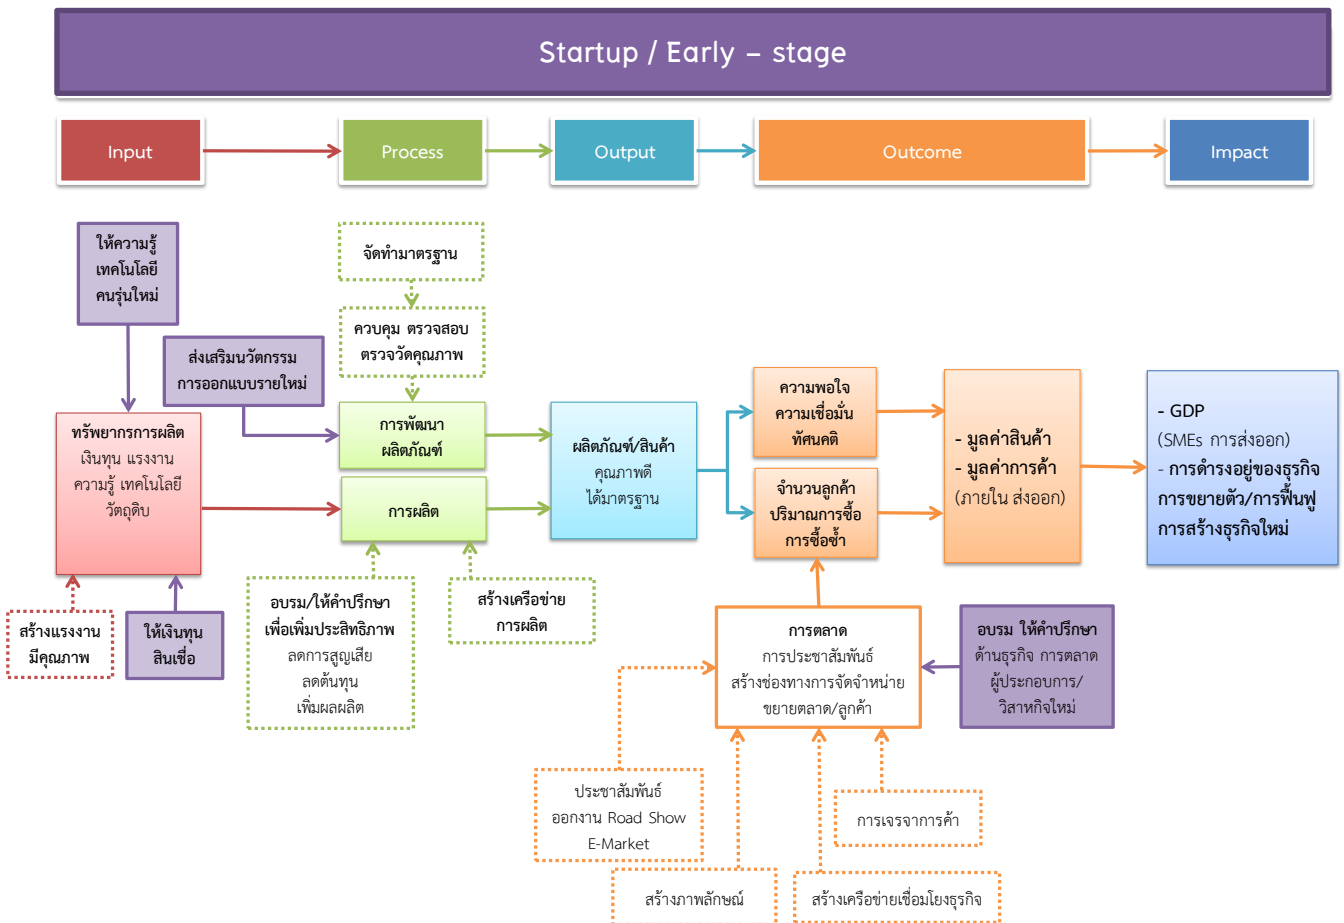 Startup / Early – stage
Input
Process
Output
Outcome
Impact
ให้ความรู้
เทคโนโลยี
คนรุ่นใหม่
จัดทำมาตรฐาน
ควบคุม ตรวจสอบ
ตรวจวัดคุณภาพ
ส่งเสริมนวัตกรรม
การออกแบบรายใหม่
ทรัพยากรการผลิต
เงินทุน แรงงาน
ความรู้ เทคโนโลยี
วัตถุดิบ
การพัฒนา
ผลิตภัณฑ์
การผลิต
ผลิตภัณฑ์/สินค้า
คุณภาพดี
ได้มาตรฐาน
ความพอใจ
ความเชื่อมั่น
ทัศนคติ
จำนวนลูกค้า
ปริมาณการซื้อ
การซื้อซ้ำ
- มูลค่าสินค้า
- มูลค่าการค้า
(ภายใน ส่งออก)
- GDP
(SMEs การส่งออก)
- การดำรงอยู่ของธุรกิจ
การขยายตัว/การฟื้นฟู
การสร้างธุรกิจใหม่
สร้างแรงงาน
มีคุณภาพ
ให้เงินทุน
สินเชื่อ
อบรม/ให้คำปรึกษา
เพื่อเพิ่มประสิทธิภาพ
ลดการสูญเสีย
ลดต้นทุน
เพิ่มผลผลิต
สร้างเครือข่าย
การผลิต
การตลาด
การประชาสัมพันธ์
สร้างช่องทางการจัดจำหน่าย
ขยายตลาด/ลูกค้า
อบรม ให้คำปรึกษา
ด้านธุรกิจ การตลาด
ผู้ประกอบการ/
วิสาหกิจใหม่
ประชาสัมพันธ์
ออกงาน Road Show
E-Market
การเจรจาการค้า
สร้างภาพลักษณ์
สร้างเครือข่ายเชื่อมโยงธุรกิจ